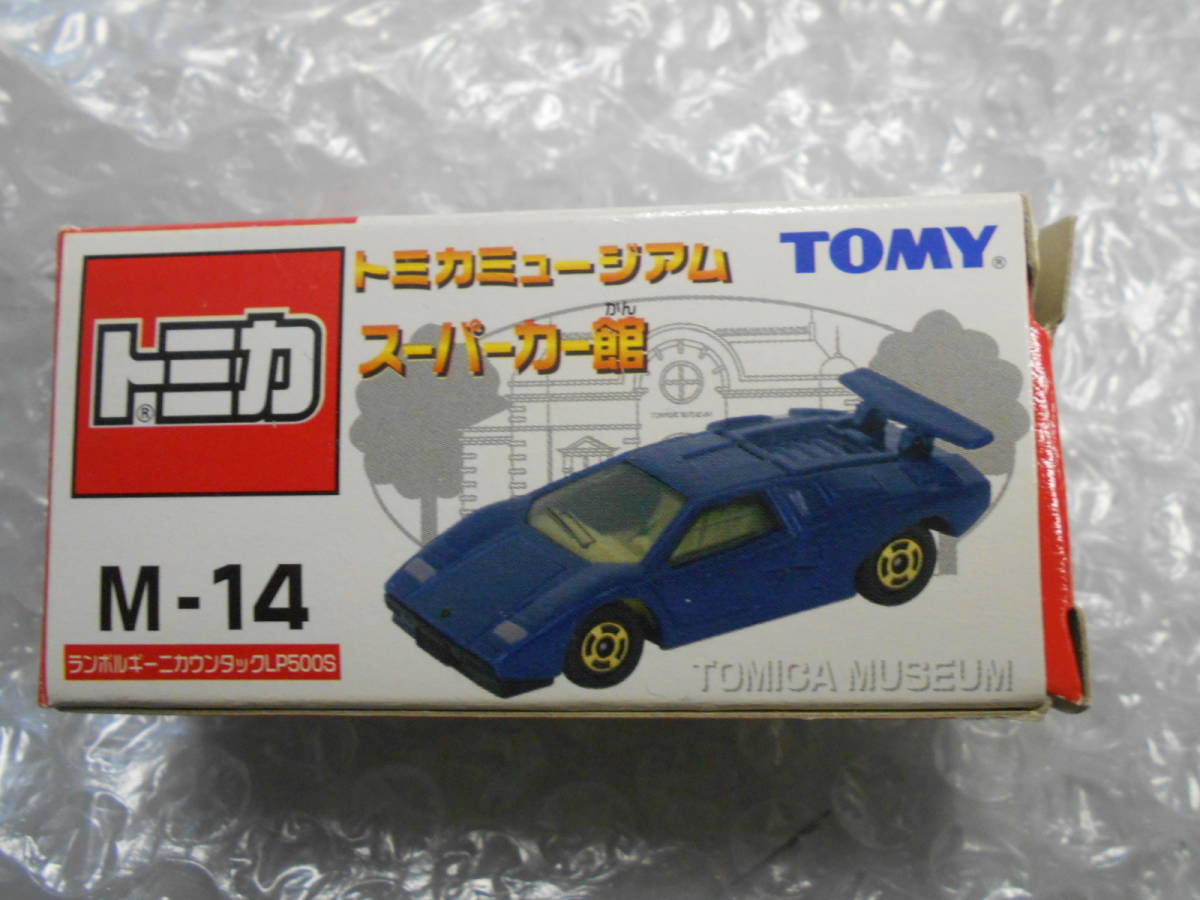 トミカ®
トミカミュージアム
スーパーカー館
がん
TOMY®
M-14
ランボルギーニカウンタックLP500S
TOMICA MUSEUM